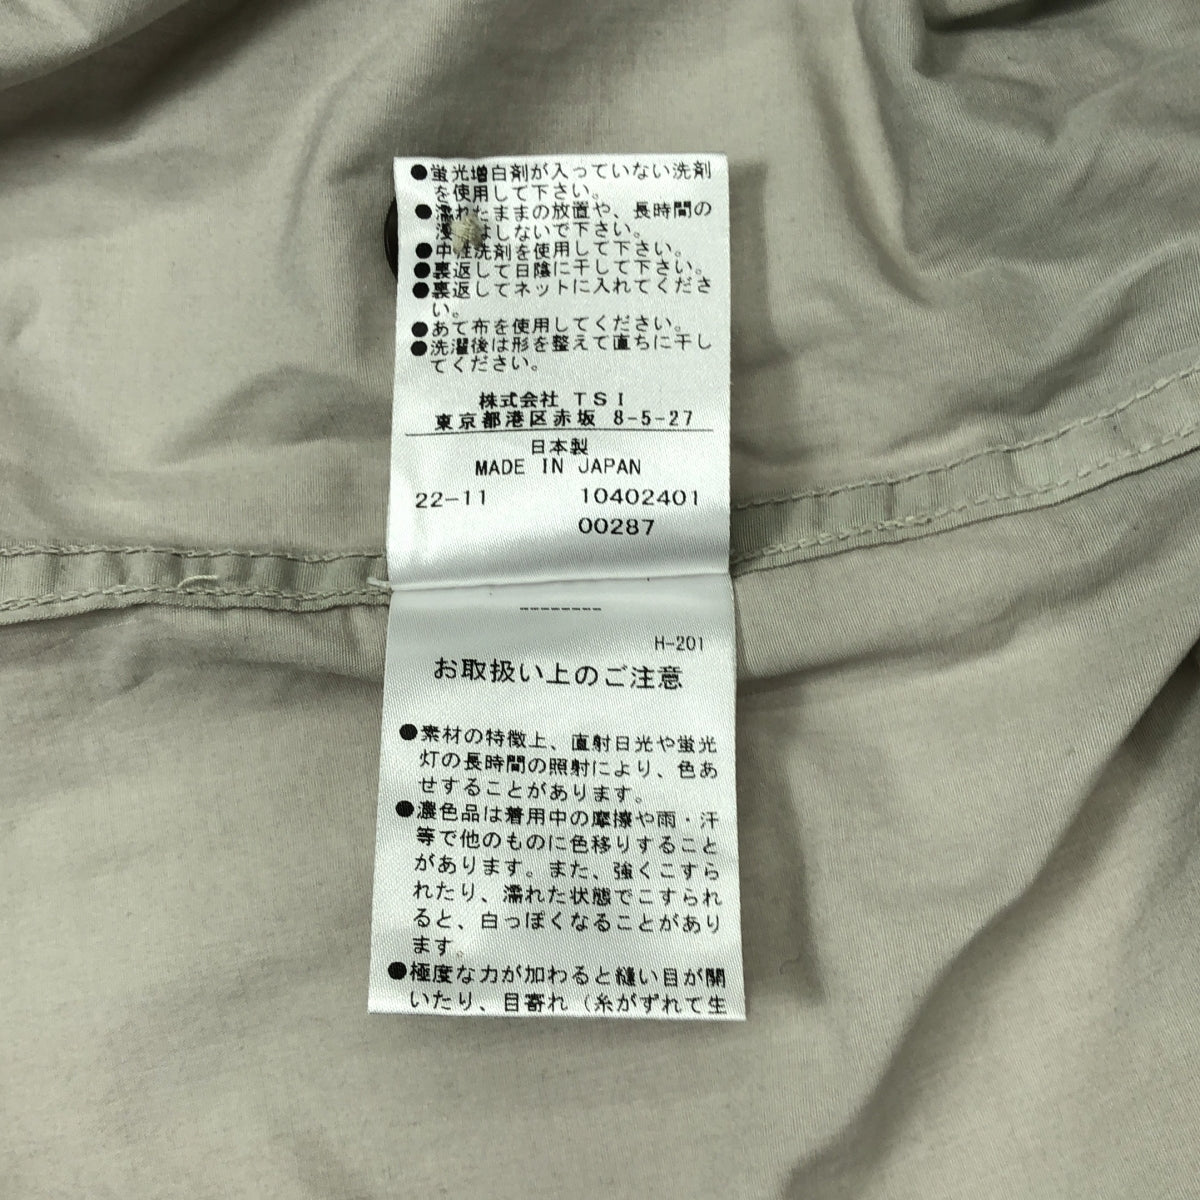 ●蛍光増白剤が入っていない洗剤
を使用して下さい。
●濡れたままの放置や、長時間の
はしないで下さい。
●中性洗剤を使用して下さい。
●裏返して日陰に干して下さい。
●裏返してネットに入れてくださ
い。
●あて布を使用してください。
●洗濯後は形を整えて直ちに干し
てください。
株式会社 TSI
東京都港区赤坂 8-5-27
日本製
MADE IN JAPAN
22-11 10402401
00287
--------
H-201
お取扱い上のご注意
●素材の特徴上、直射日光や蛍光
灯の長時間の照射により、色あ
せすることがあります。
●濃色品は着用中の摩擦や雨・汗
等で他のものに色移りすること
があります。また、強くこすら
れたり、濡れた状態でこすられ
ると、白っぽくなることがあり
ます。
●極度な力が加わると縫い目が開
いたり、目寄れ（糸がずれて生